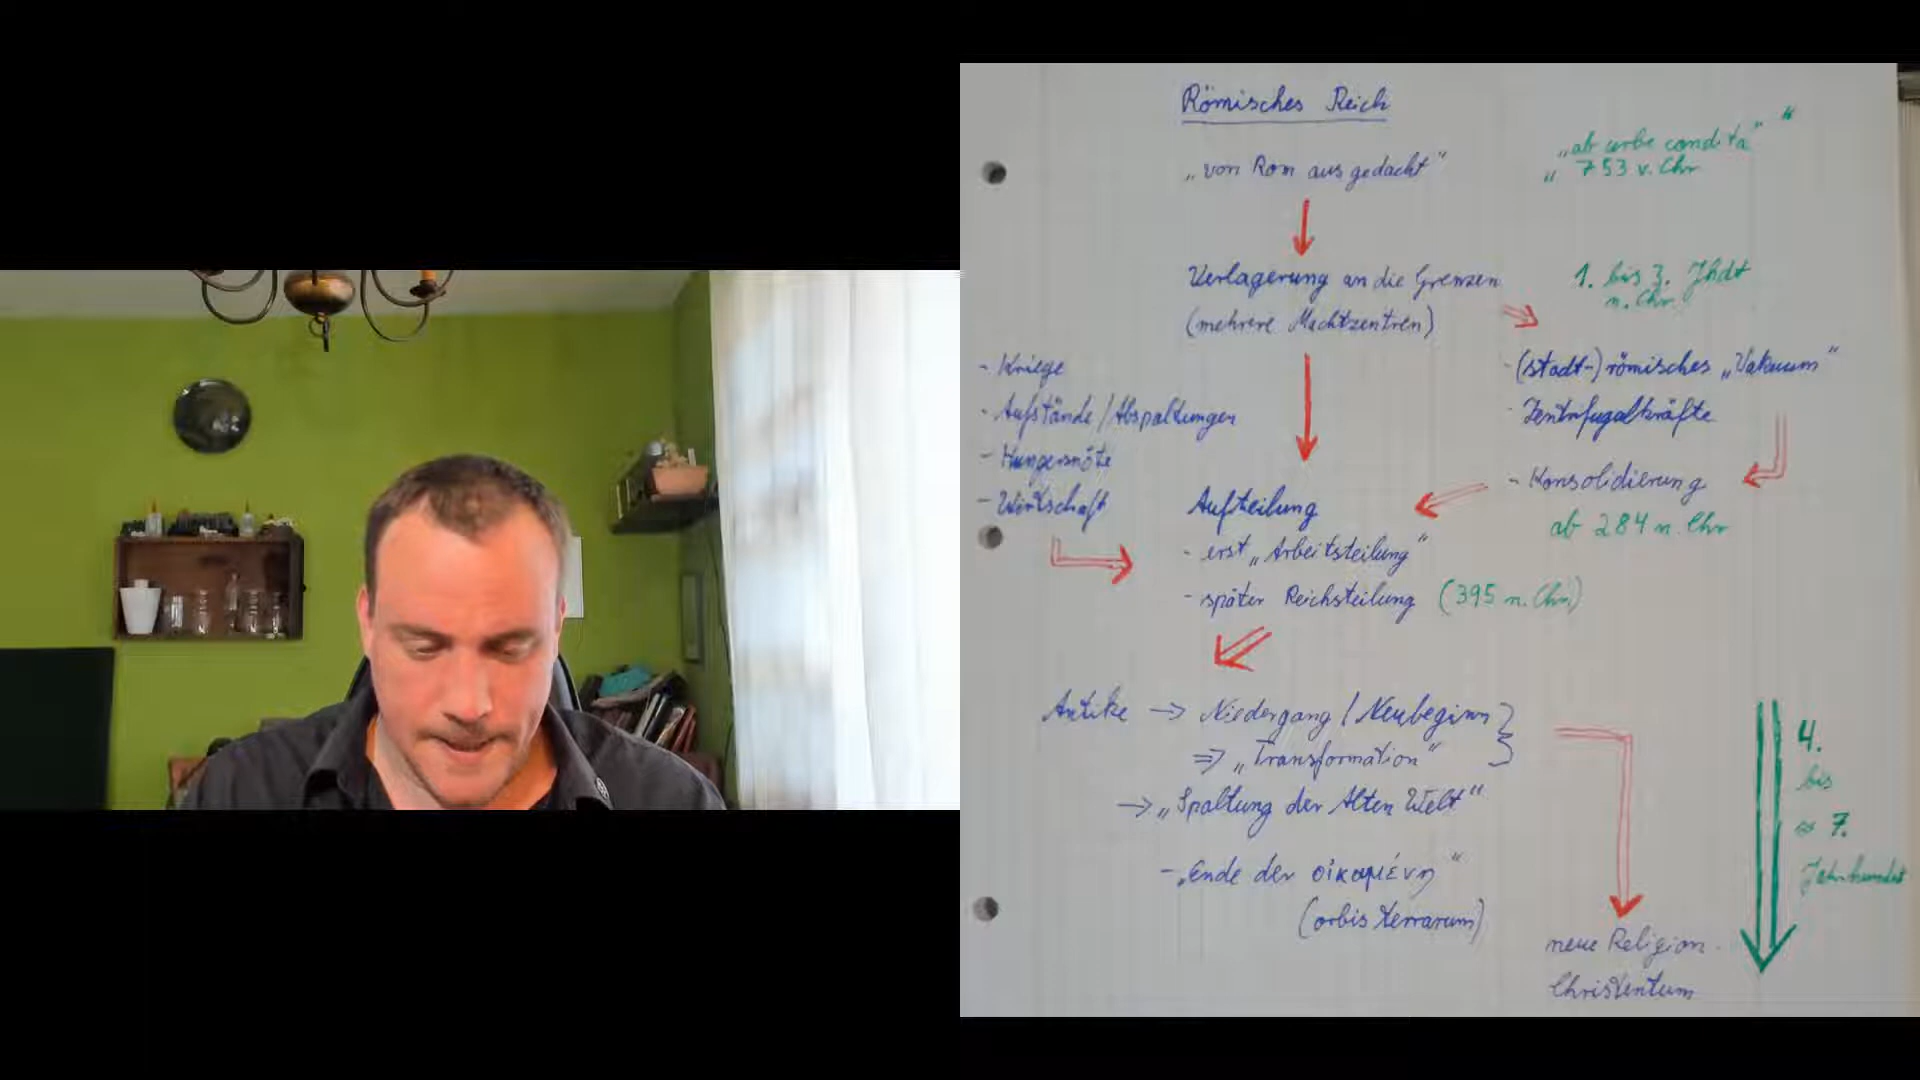 Römisches Reich
„von Rom aus gedacht“
„ab urbe condita“ “
„ 753 v. Chr.
Verlagerung an die Grenzen
(mehrere Machtzentren)
1. bis 3. Jhdt
n. Chr.
- (stadt-) römisches „Vakuum“
- Zentrifugalkräfte
- Konsolidierung
ab 284 n. Chr
- Kriege
- Aufstände / Abspaltungen
- Hungersnöte
- Wirtschaft
Aufteilung
- erst „Arbeitsteilung“
- später Reichsteilung (395 n. Chr.)
Antike → Niedergang / Neubeginn }
⇒ „Transformation“
→ „Spaltung der Alten Welt“
- „Ende der οἰκουμένη“
(orbis terrarum)
neue Religion
Christentum
4.
bis
≈ 7.
Jahrhundert